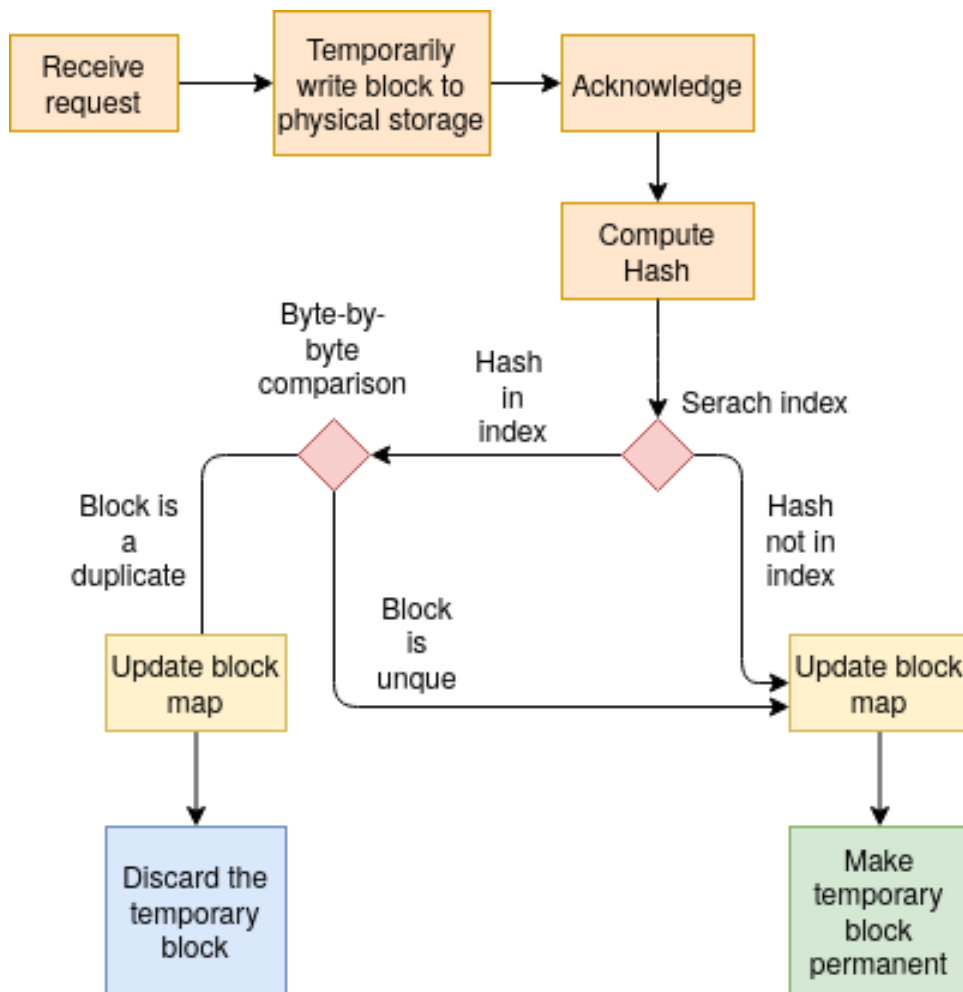 Receive
request
Temporarily
write block to
physical storage
Acknowledge
Compute
Hash
Byte-by-
byte
comparison
Hash
in
index
Serach index
Block is
a
duplicate
Hash
not in
index
Block
is
unque
Update block
map
Update block
map
Discard the
temporary
block
Make
temporary
block
permanent